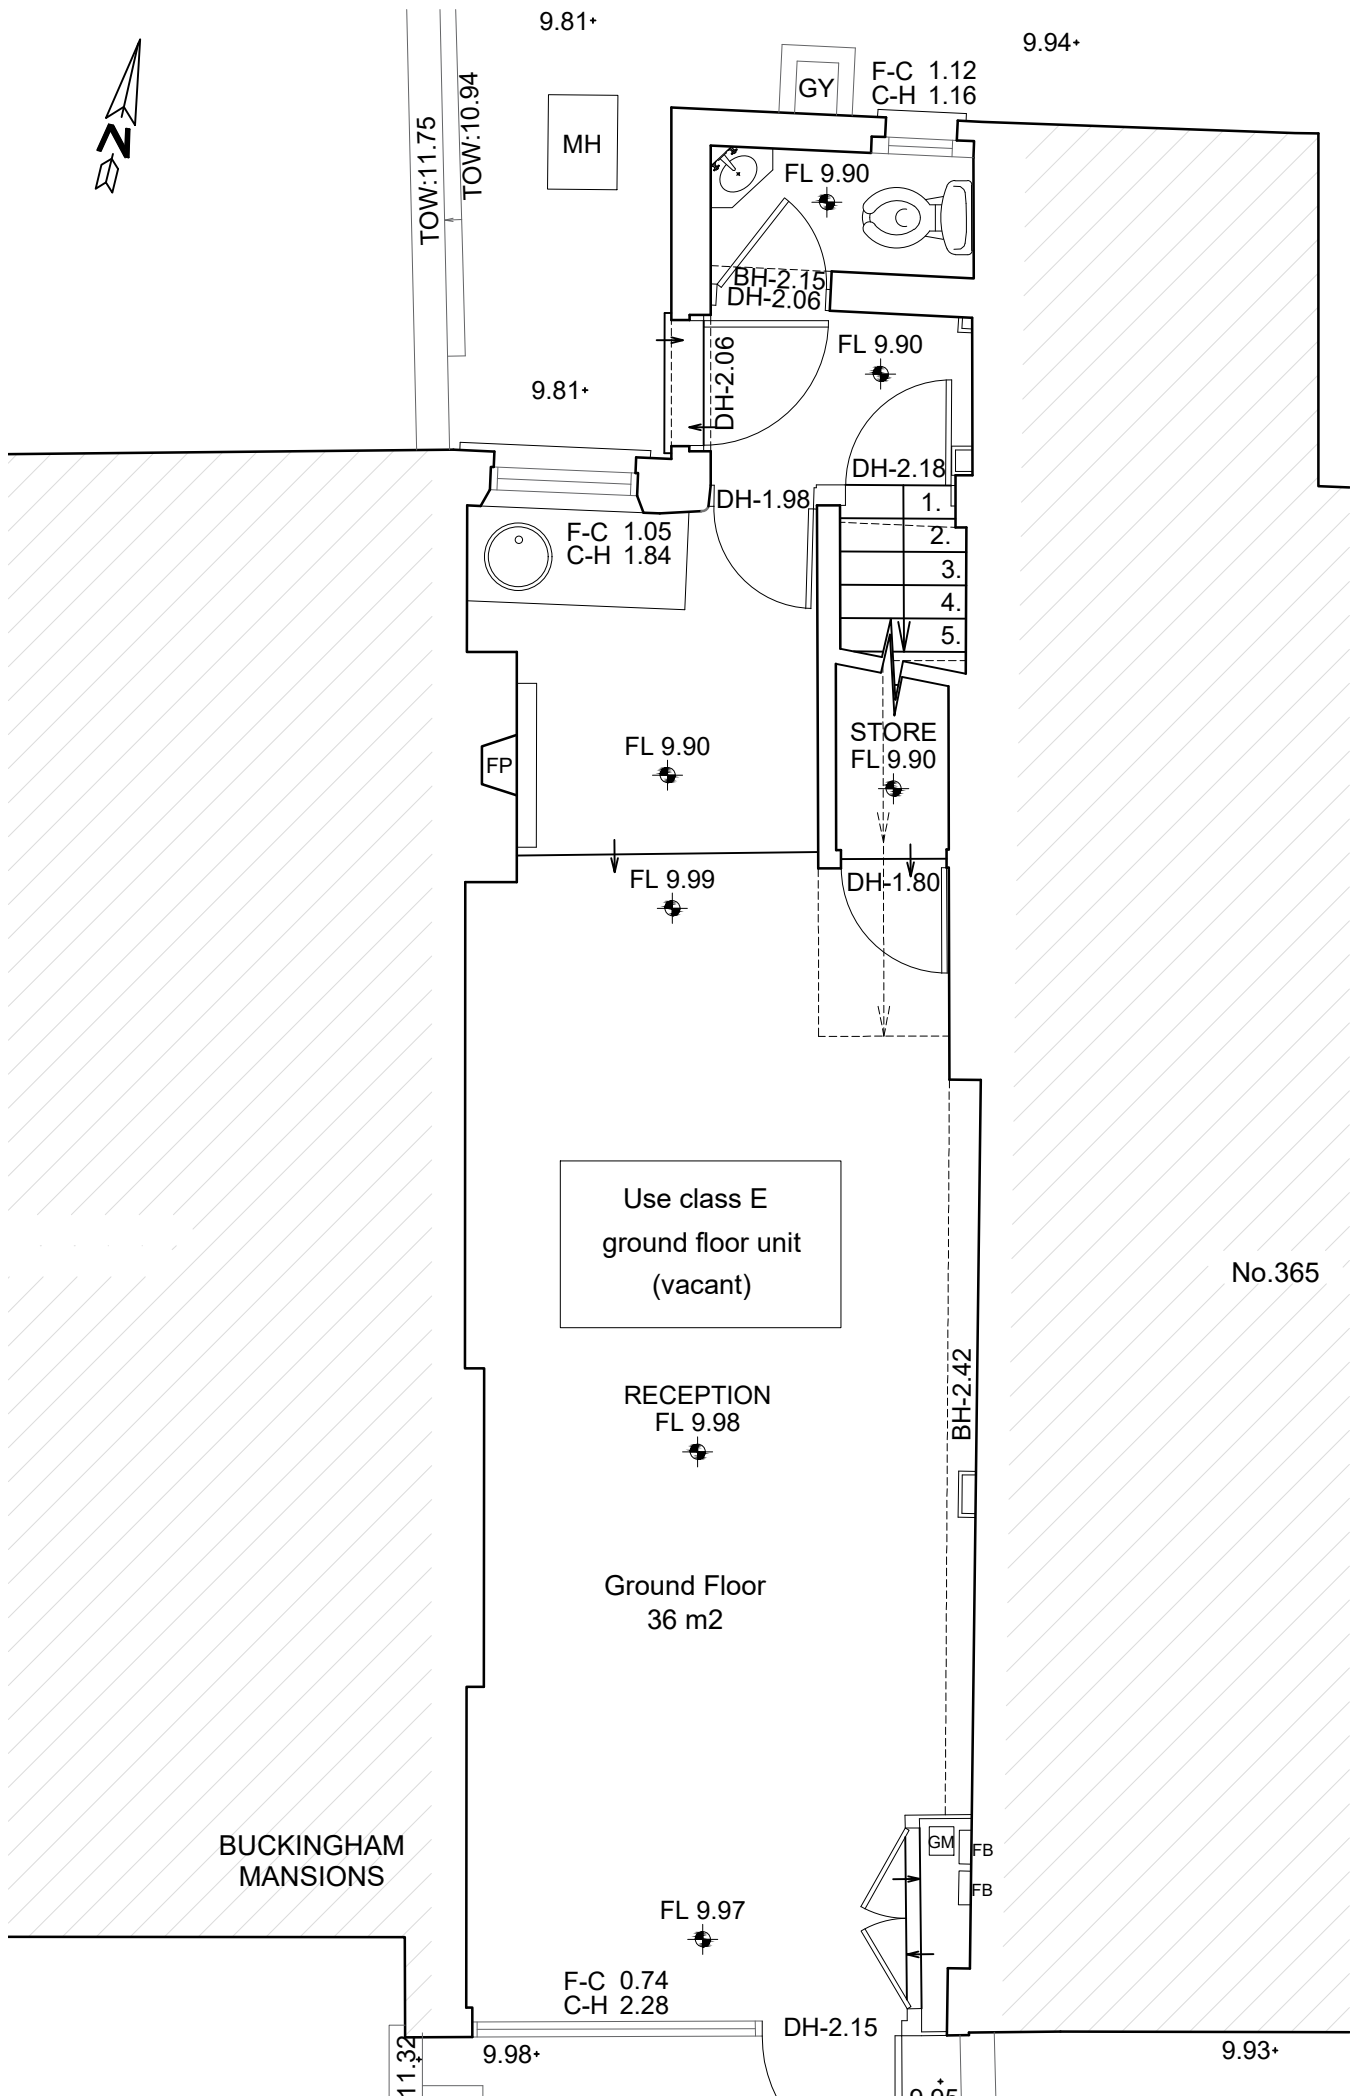 9.81
9.94
F-C 1.12
C-H 1.16
GY
TOW:11.75
TOW:10.94
N
MH
FL 9.90
BH-2.15
DH-2.06
DH-2.06
FL 9.90
9.81
DH-2.18
DH-1.98
1.
2.
3.
4.
5.
F-C 1.05
C-H 1.84
STORE
FL 9.90
FL 9.90
FP
FL 9.99
DH-1.80
Use class E
ground floor unit
(vacant)
No.365
BH-2.42
RECEPTION
FL 9.98
Ground Floor
36 m2
BUCKINGHAM
MANSIONS
GM
FB
FB
FL 9.97
F-C 0.74
C-H 2.28
DH-2.15
11.32
9.98
9.93
9.95